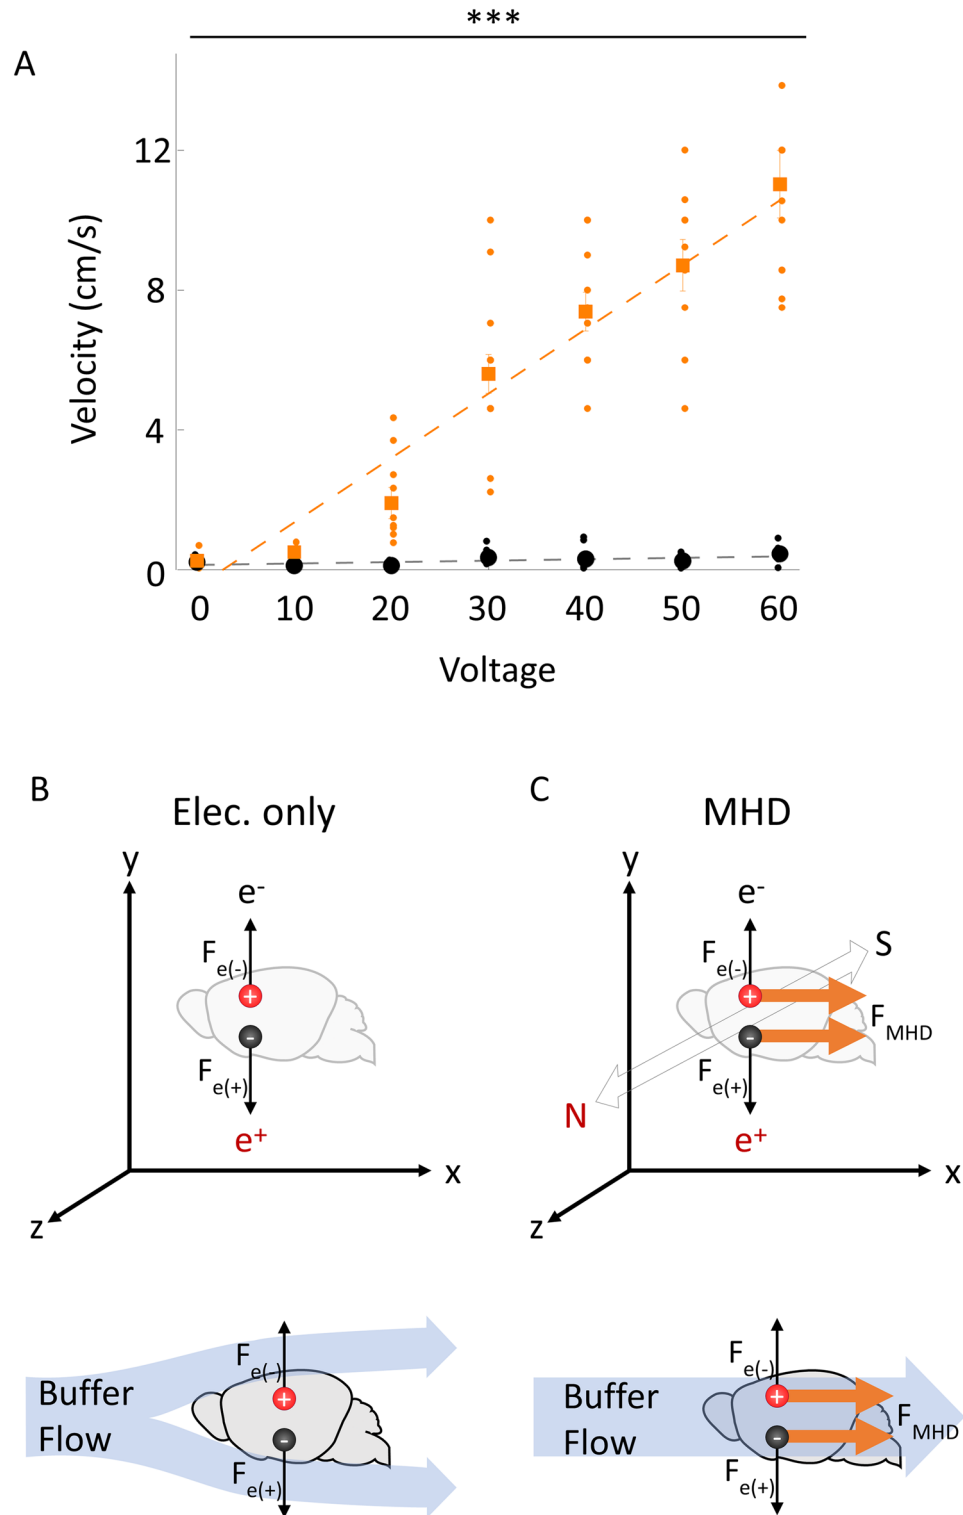 ***
A
Velocity (cm/s)
12
8
4
0
0 10 20 30 40 50 60
Voltage
B
Elec. only
y
e-
Fe(-)
+
-
Fe(+)
e+
x
z
C
MHD
y
e-
S
Fe(-)
+
FMHD
-
Fe(+)
N
e+
x
z
Buffer
Flow
Fe(-)
+
-
Fe(+)
Buffer
Flow
Fe(-)
+
FMHD
-
Fe(+)